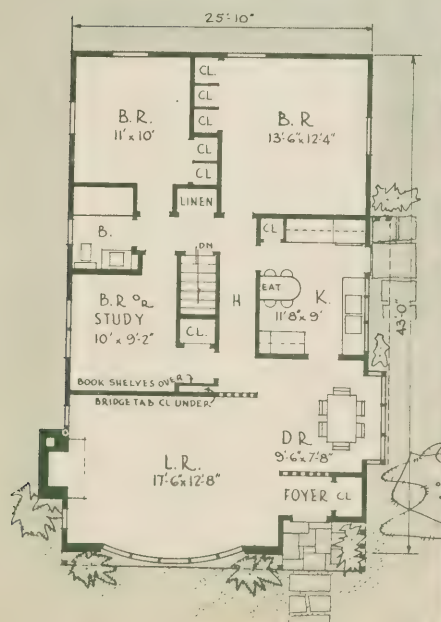 25'-10"
CL.
CL.
CL.
CL.
CL.
B.R.
11' x 10'
B.R.
13'-6" x 12'-4"
LINEN
B.
DN
CL
EAT
K.
11'8" x 9'
H
CL.
B.R OR
STUDY
10' x 9'-2"
BOOK SHELVES OVER
BRIDGE TAB CL UNDER
43'-0"
D R
9'-6" x 7'-8"
L.R.
17'-6" x 12'-8"
FOYER
CL